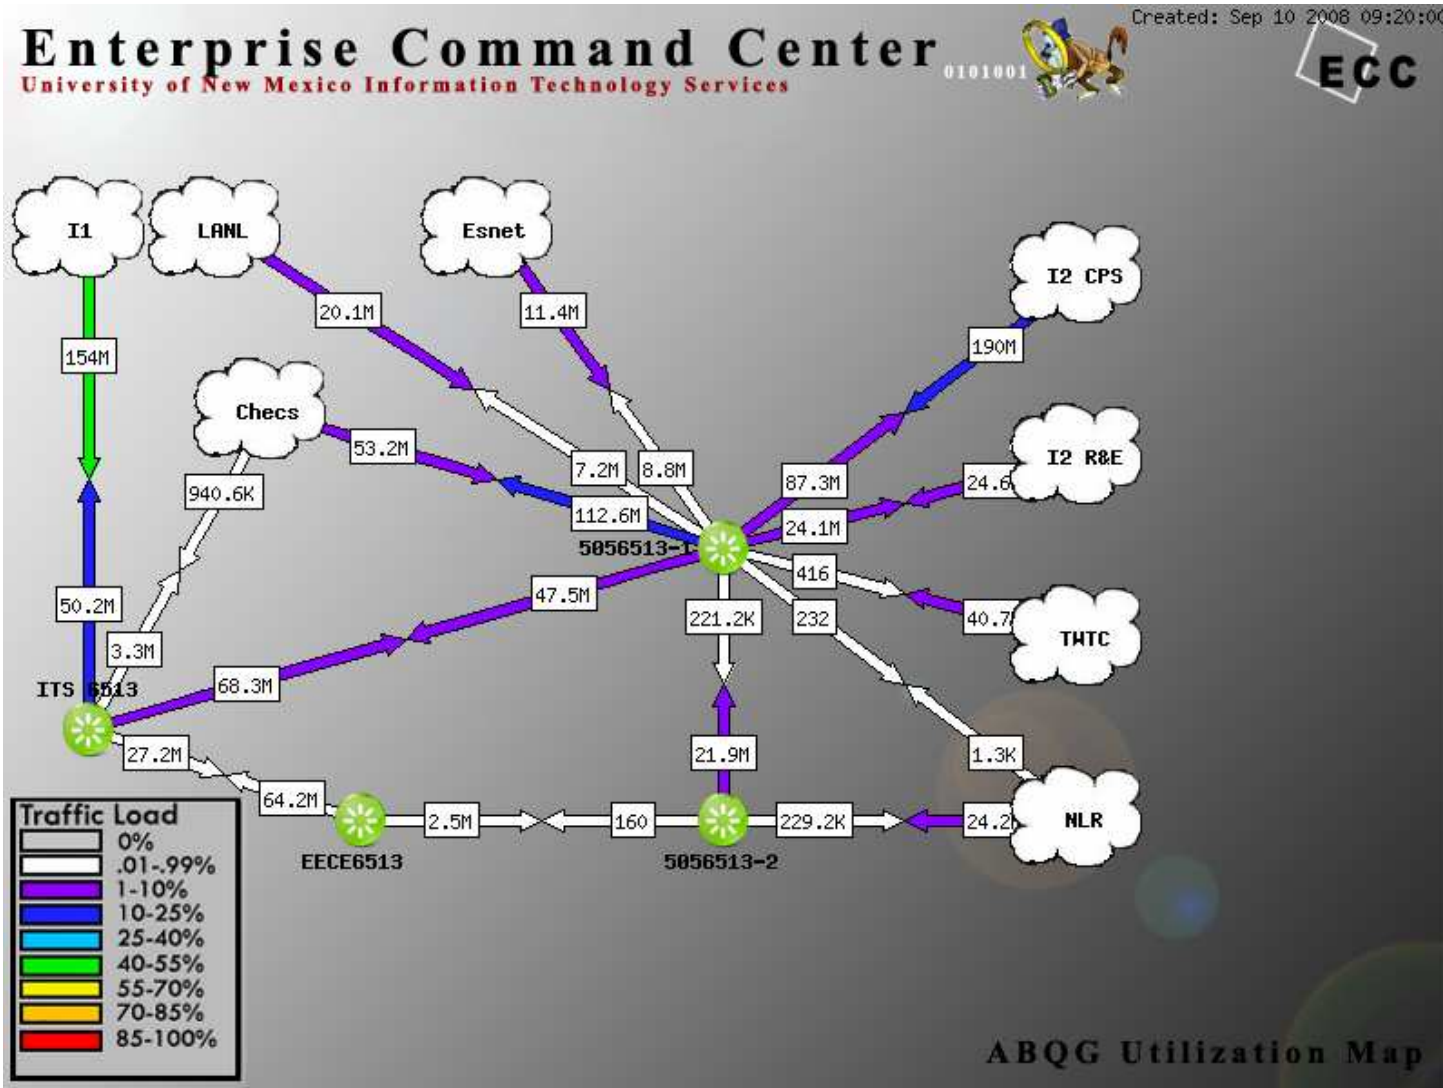 Created: Sep 10 2008 09:20:00
Enterprise Command Center
University of New Mexico Information Technology Services
0101001
ECC
I1
LANL
Esnet
I2 CPS
20.1M
11.4M
190M
154M
Checs
53.2M
I2 R&E
940.6K
7.2M
8.8M
87.3M
24.6
112.6M
24.1M
5056513-1
416
47.5M
50.2M
221.2K
232
40.7
TWTC
3.3M
68.3M
ITS 6513
27.2M
21.9M
1.3K
64.2M
2.5M
160
229.2K
24.2
NLR
EECE6513
5056513-2
Traffic Load
0%
.01-.99%
1-10%
10-25%
25-40%
40-55%
55-70%
70-85%
85-100%
ABQG Utilization Map